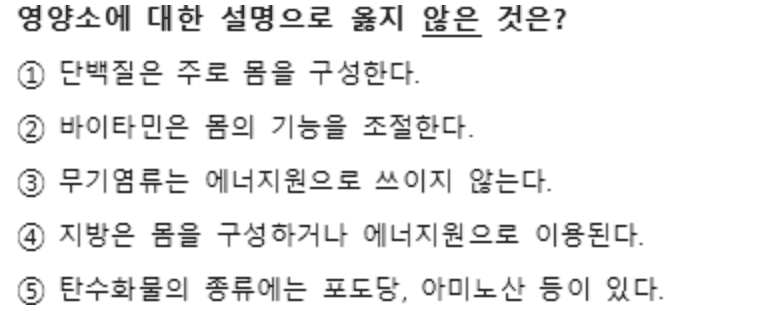 영양소에 대한 설명으로 옳지 않은 것은?
① 단백질은 주로 몸을 구성한다.
② 바이타민은 몸의 기능을 조절한다.
③ 무기염류는 에너지원으로 쓰이지 않는다.
④ 지방은 몸을 구성하거나 에너지원으로 이용된다.
⑤ 탄수화물의 종류에는 포도당, 아미노산 등이 있다.